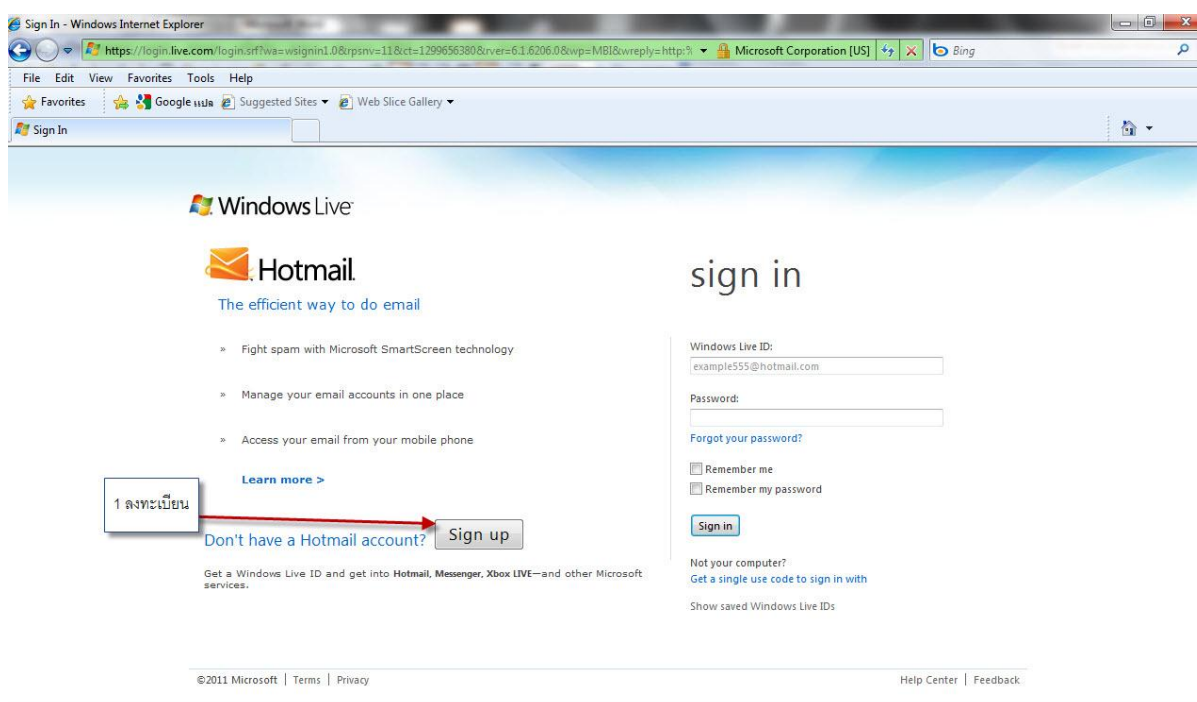 Sign In - Windows Internet Explorer
https://login.live.com/login.srf?wa=wsignin1.0&rpsnv=11&ct=1299656380&rver=6.1.6206.0&wp=MBI&wreply=http:% Microsoft Corporation [US] Bing
File Edit View Favorites Tools Help
Favorites Google แปล Suggested Sites Web Slice Gallery
Sign In
Windows Live
Hotmail.
The efficient way to do email
» Fight spam with Microsoft SmartScreen technology
» Manage your email accounts in one place
» Access your email from your mobile phone
Learn more >
1 ลงทะเบียน
Don't have a Hotmail account? Sign up
Get a Windows Live ID and get into Hotmail, Messenger, Xbox LIVE—and other Microsoft
services.
sign in
Windows Live ID:
example555@hotmail.com
Password:
Forgot your password?
Remember me
Remember my password
Sign in
Not your computer?
Get a single use code to sign in with
Show saved Windows Live IDs
©2011 Microsoft | Terms | Privacy
Help Center | Feedback